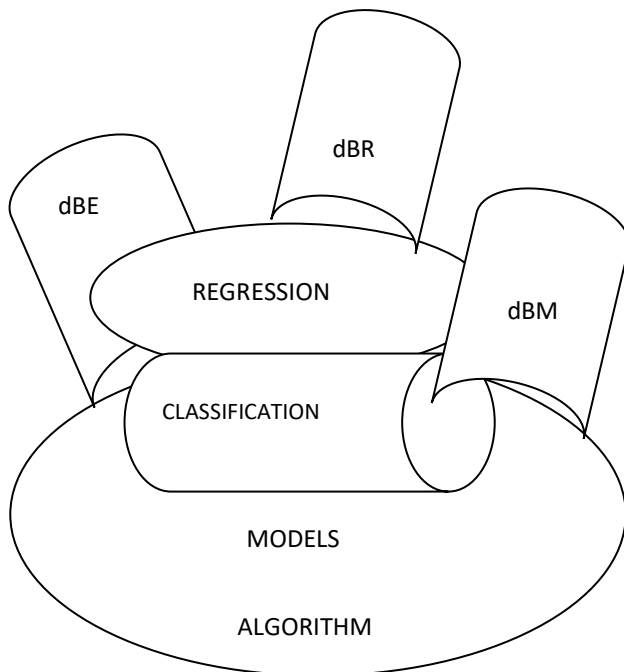 dBR
dBE
REGRESSION
dBM
CLASSIFICATION
MODELS
ALGORITHM